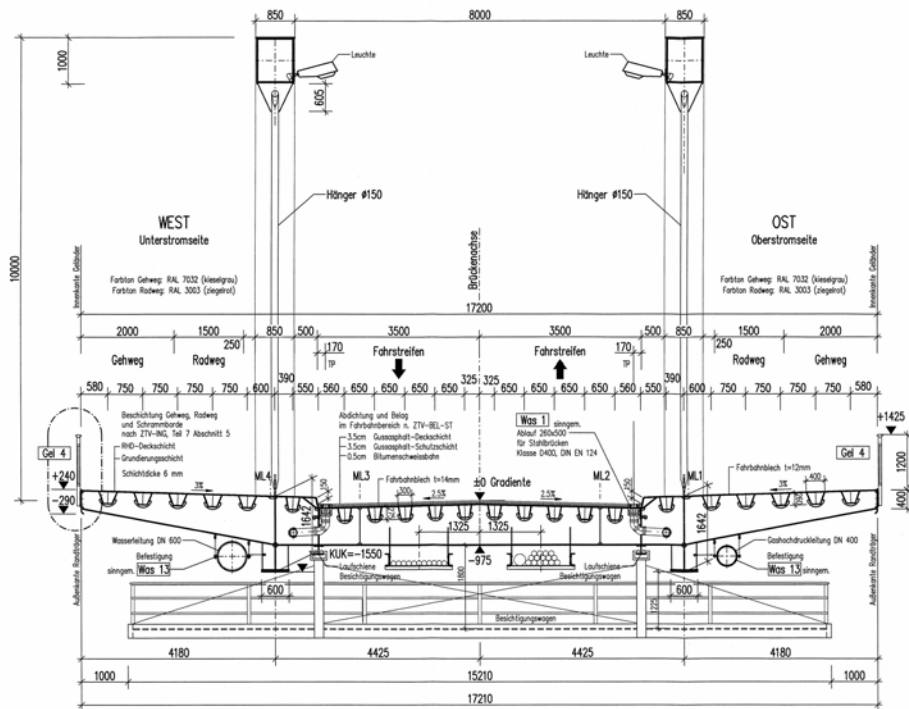 850
8000
850
1000
Leuchte
Leuchte
605
10000
Hänger ø150
Hänger ø150
WEST
Unterstromseite
OST
Oberstromseite
Brückenachse
Innenkante Geländer
Innenkante Geländer
Farbton Gehweg: RAL 7032 (kieselgrau)
Farbton Radweg: RAL 3003 (ziegelrot)
Farbton Gehweg: RAL 7032 (kieselgrau)
Farbton Radweg: RAL 3003 (ziegelrot)
17200
2000 1500 850 500 3500 3500 500 850 1500 2000
250 250
170 170
TP TP
Gehweg Radweg Fahrstreifen Fahrstreifen Radweg Gehweg
390 325 325 390
580 750 750 750 750 750 600 550 560 650 650 650 650 650 650 650 650 560 550 600 750 750 750 750 750 580
Beschichtung Gehweg, Radweg
und Schrammborde
nach ZTV-ING, Teil 7 Abschnitt 5
RHD-Deckschicht
Grundierungsschicht
Schichtdicke 6 mm
Abdichtung und Belag
im Fahrbahnbereich n. ZTV-BEL-ST
3.5cm Gussasphalt-Deckschicht
3.5cm Gussasphalt-Schutzschicht
0.5cm Bitumenschweissbahn
Was 1 sinngem.
Ablauf 260x500
für Stahlbrücken
Klasse D400, DIN EN 124
+1425
Gel 4
Gel 4
1200
+240
-290
400
ML4 ML3 ML2 ML1
150
150
Fahrbahnblech t=14mm
Fahrbahnblech t=12mm
300
400
±0 Gradiente
3% 2.5% 2.5% 3%
1642
1642
1325 1325
Wasserleitung DN 600
Befestigung
sinngem. Was 13
KUK=-1550
-975
Laufschiene
Besichtigungswagen
Laufschiene
Besichtigungswagen
Gashochdruckleitung DN 400
Befestigung
Was 13 sinngem.
1800
600
600
1225
Besichtigungswagen
Außenkante Randträger
Außenkante Randträger
4180 4425 4425 4180
1000 15210 1000
17210